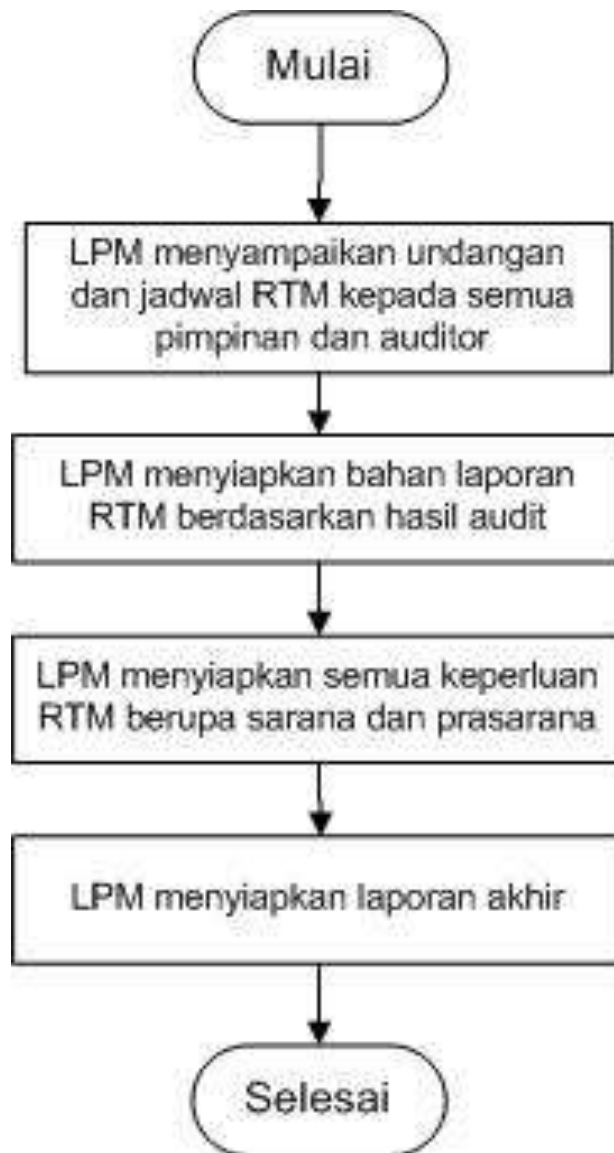 Mulai
LPM menyampaikan undangan
dan jadwal RTM kepada semua
pimpinan dan auditor
LPM menyiapkan bahan laporan
RTM berdasarkan hasil audit
LPM menyiapkan semua keperluan
RTM berupa sarana dan prasarana
LPM menyiapkan laporan akhir
Selesai